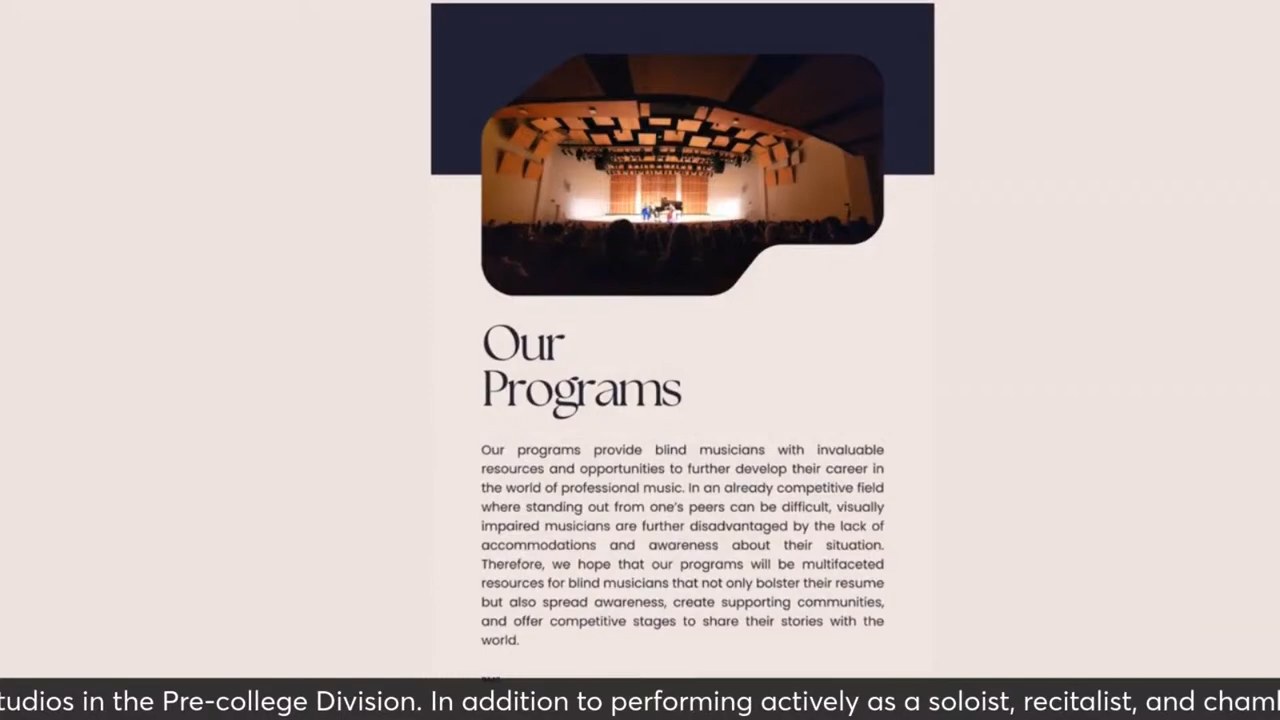 Our
Programs
Our programs provide blind musicians with invaluable
resources and opportunities to further develop their career in
the world of professional music. In an already competitive field
where standing out from one's peers can be difficult, visually
impaired musicians are further disadvantaged by the lack of
accommodations and awareness about their situation.
Therefore, we hope that our programs will be multifaceted
resources for blind musicians that not only bolster their resume
but also spread awareness, create supporting communities,
and offer competitive stages to share their stories with the
world.
in the Pre-college Division. In addition to performing actively as a soloist, recitalist, and